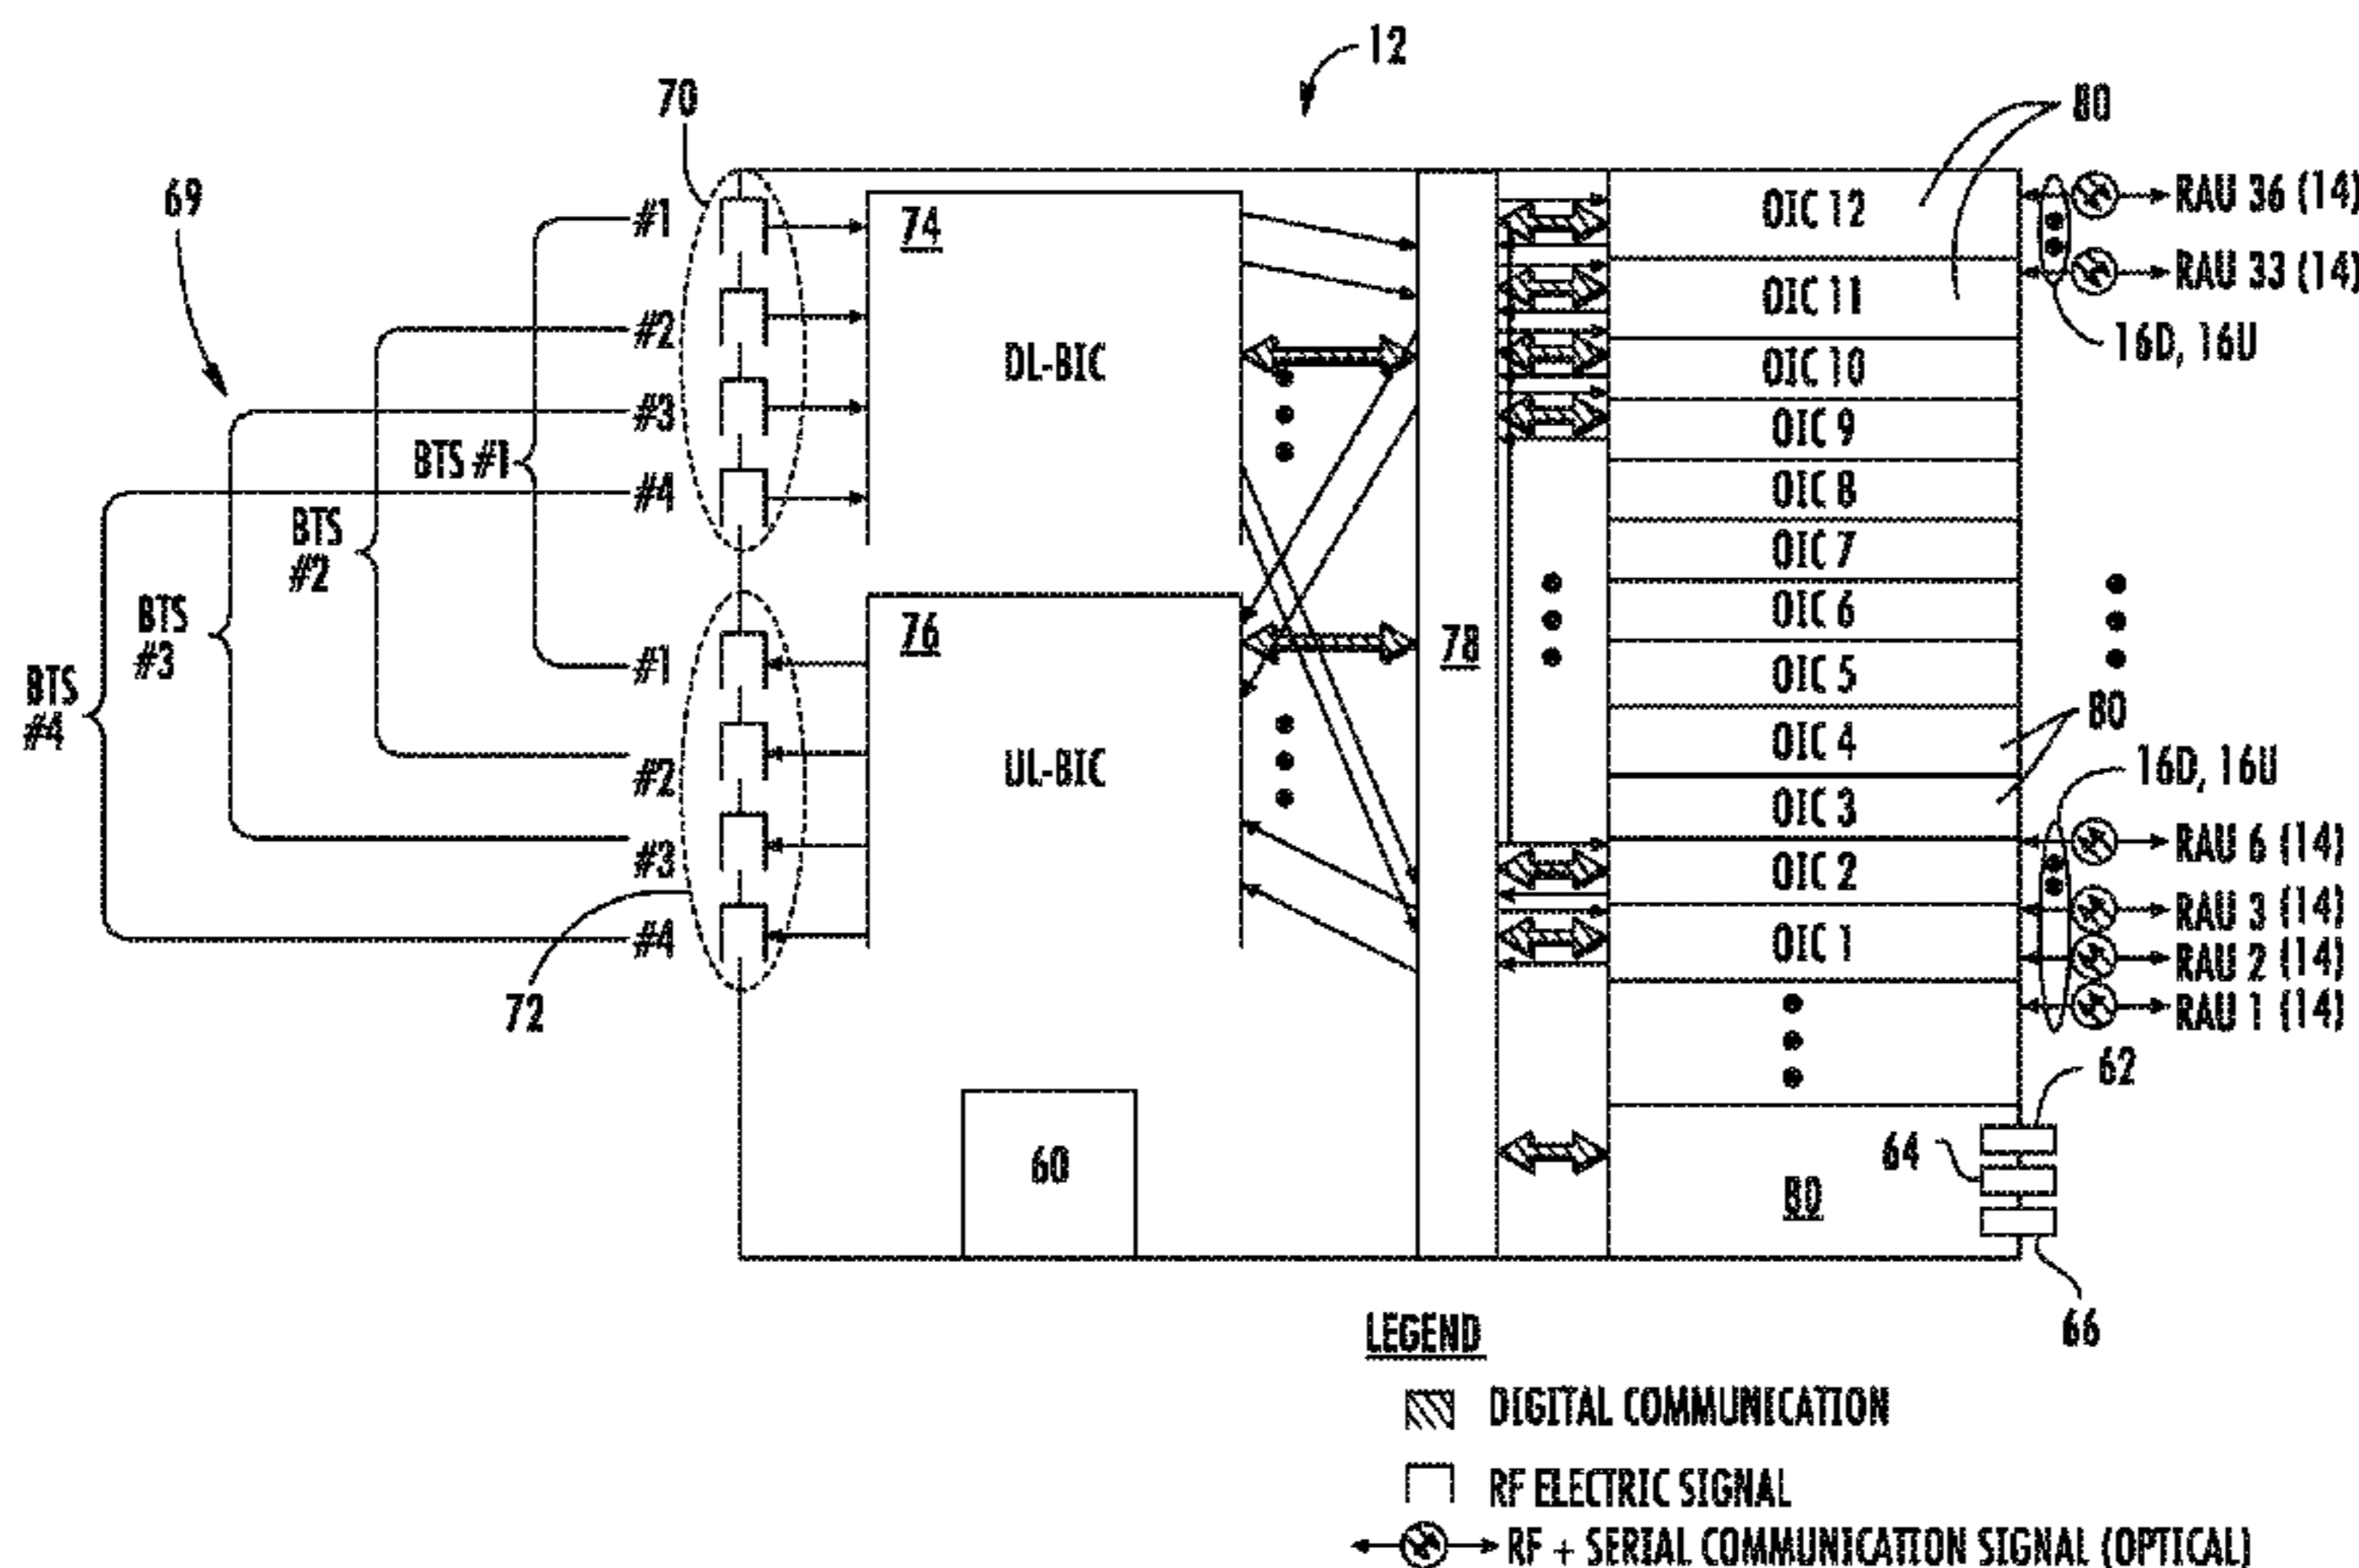 12
70
80
69
#1
74
OIC 12
RAU 36 (14)
#2
OIC 11
RAU 33 (14)
DL-BIC
16D, 16U
OIC 10
#3
OIC 9
BTS #1
#4
OIC 8
BTS
#2
OIC 7
OIC 6
BTS
#3
76
78
#1
OIC 5
BTS
#4
80
OIC 4
#2
UL-BIC
16D, 16U
OIC 3
#3
RAU 6 (14)
OIC 2
RAU 3 (14)
#4
OIC 1
RAU 2 (14)
72
RAU 1 (14)
62
64
60
80
66
LEGEND
DIGITAL COMMUNICATION
RF ELECTRIC SIGNAL
RF + SERIAL COMMUNICATION SIGNAL (OPTICAL)